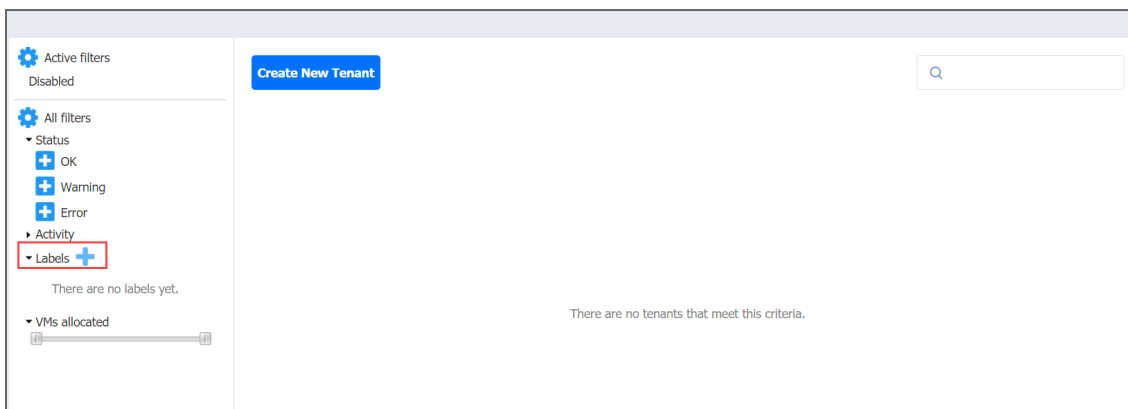 Active filters
Disabled
All filters
Status
OK
Warning
Error
Activity
Labels
There are no labels yet.
VMs allocated
Create New Tenant
There are no tenants that meet this criteria.